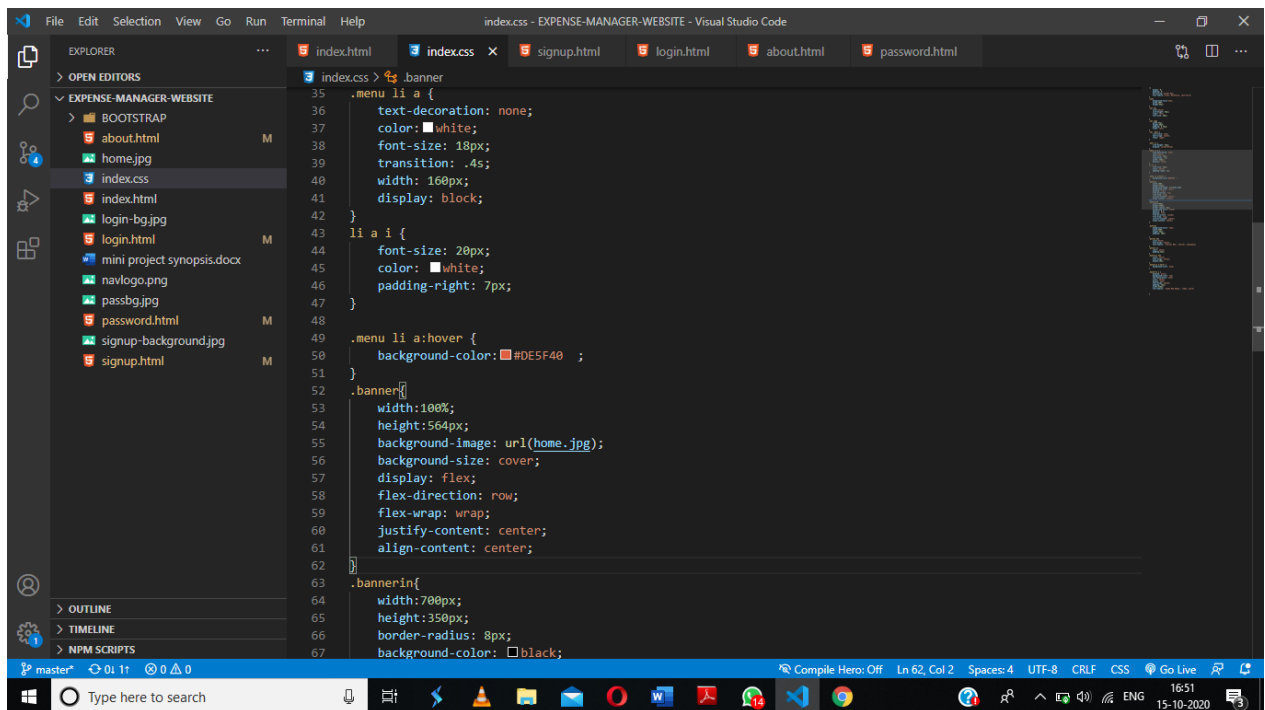 File Edit Selection View Go Run Terminal Help index.css - EXPENSE-MANAGER-WEBSITE - Visual Studio Code
EXPLORER
OPEN EDITORS
EXPENSE-MANAGER-WEBSITE
BOOTSTRAP
about.html M
home.jpg
index.css
index.html
login-bg.jpg
login.html M
mini project synopsis.docx
navlogo.png
passbg.jpg
password.html M
signup-background.jpg
signup.html M
OUTLINE
TIMELINE
NPM SCRIPTS
4
1
index.html index.css signup.html login.html about.html password.html
index.css > .banner
35 .menu li a {
36 text-decoration: none;
37 color: white;
38 font-size: 18px;
39 transition: .4s;
40 width: 160px;
41 display: block;
42 }
43 li a i {
44 font-size: 20px;
45 color: white;
46 padding-right: 7px;
47 }
48
49 .menu li a:hover {
50 background-color: #DE5F40 ;
51 }
52 .banner{
53 width:100%;
54 height:564px;
55 background-image: url(home.jpg);
56 background-size: cover;
57 display: flex;
58 flex-direction: row;
59 flex-wrap: wrap;
60 justify-content: center;
61 align-content: center;
62 }
63 .bannerin{
64 width:700px;
65 height:350px;
66 border-radius: 8px;
67 background-color: black;
master* 0↓ 1↑ 0 0 Compile Hero: Off Ln 62, Col 2 Spaces: 4 UTF-8 CRLF CSS Go Live
Type here to search 14 ENG 16:51
15-10-2020 3